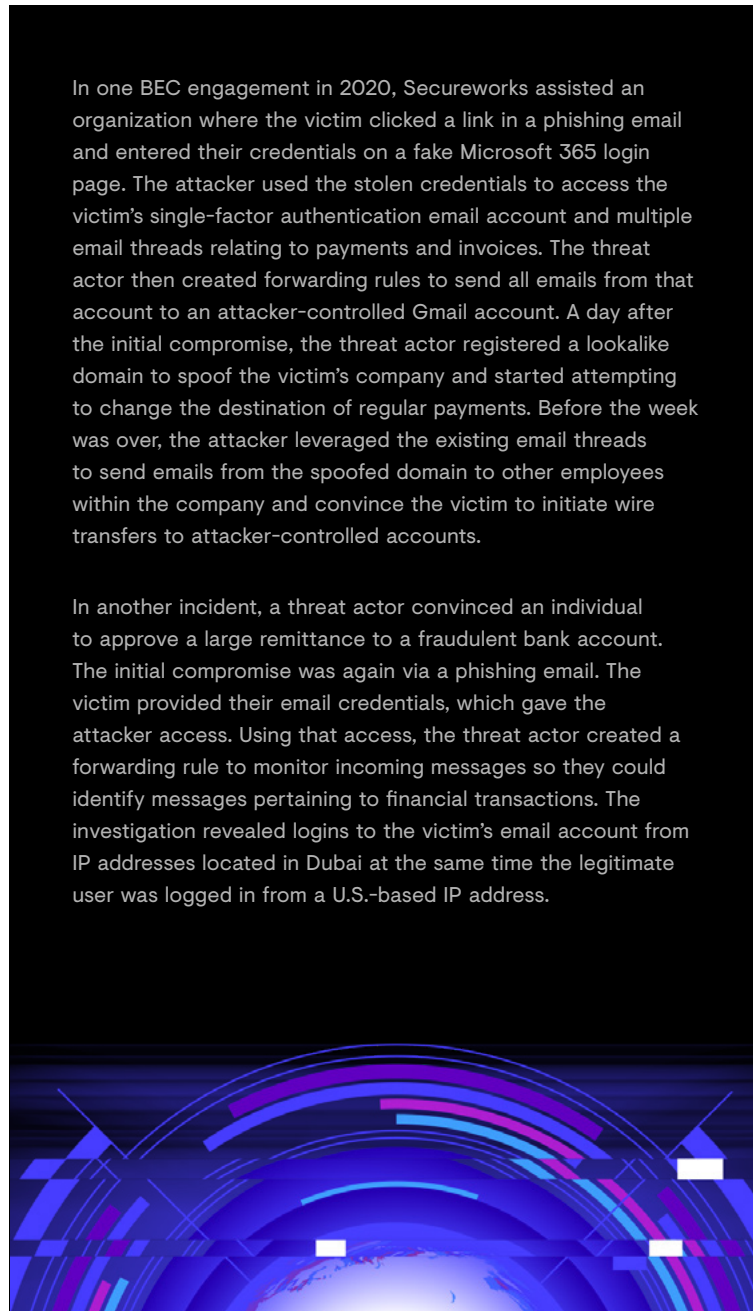 In one BEC engagement in 2020, Secureworks assisted an
organization where the victim clicked a link in a phishing email
and entered their credentials on a fake Microsoft 365 login
page. The attacker used the stolen credentials to access the
victim’s single-factor authentication email account and multiple
email threads relating to payments and invoices. The threat
actor then created forwarding rules to send all emails from that
account to an attacker-controlled Gmail account. A day after
the initial compromise, the threat actor registered a lookalike
domain to spoof the victim’s company and started attempting
to change the destination of regular payments. Before the week
was over, the attacker leveraged the existing email threads
to send emails from the spoofed domain to other employees
within the company and convince the victim to initiate wire
transfers to attacker-controlled accounts.
In another incident, a threat actor convinced an individual
to approve a large remittance to a fraudulent bank account.
The initial compromise was again via a phishing email. The
victim provided their email credentials, which gave the
attacker access. Using that access, the threat actor created a
forwarding rule to monitor incoming messages so they could
identify messages pertaining to financial transactions. The
investigation revealed logins to the victim’s email account from
IP addresses located in Dubai at the same time the legitimate
user was logged in from a U.S.-based IP address.